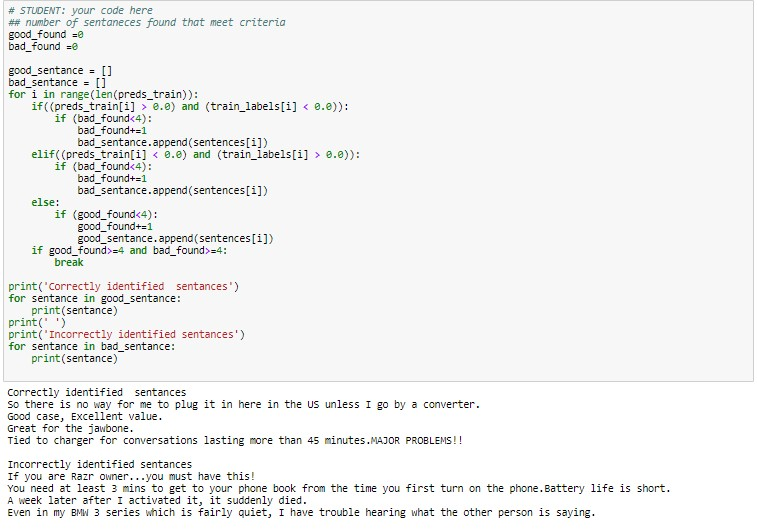 # STUDENT: your code here
## number of sentaneces found that meet criteria
good_found =0
bad_found =0

good_sentance = []
bad_sentance = []
for i in range(len(preds_train)):
    if((preds_train[i] > 0.0) and (train_labels[i] < 0.0)):
        if (bad_found<4):
            bad_found+=1
            bad_sentance.append(sentences[i])
    elif((preds_train[i] < 0.0) and (train_labels[i] > 0.0)):
        if (bad_found<4):
            bad_found+=1
            bad_sentance.append(sentences[i])
    else:
        if (good_found<4):
            good_found+=1
            good_sentance.append(sentences[i])
    if good_found>=4 and bad_found>=4:
        break

print('Correctly identified  sentances')
for sentance in good_sentance:
    print(sentance)
print(' ')
print('Incorrectly identified sentances')
for sentance in bad_sentance:
    print(sentance)

Correctly identified  sentances
So there is no way for me to plug it in here in the US unless I go by a converter.
Good case, Excellent value.
Great for the jawbone.
Tied to charger for conversations lasting more than 45 minutes.MAJOR PROBLEMS!!

Incorrectly identified sentances
If you are Razr owner...you must have this!
You need at least 3 mins to get to your phone book from the time you first turn on the phone.Battery life is short.
A week later after I activated it, it suddenly died.
Even in my BMW 3 series which is fairly quiet, I have trouble hearing what the other person is saying.